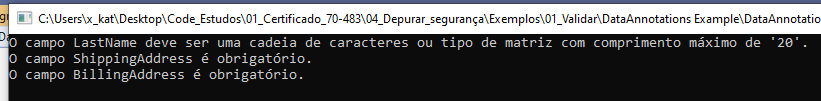 C:\Users\x_kat\Desktop\Code_Estudos\01_Certificado_70-483\04_Depurar_segurança\Exemplos\01_Validar\DataAnnotations Example\DataAnnotatio
O campo LastName deve ser uma cadeia de caracteres ou tipo de matriz com comprimento máximo de '20'.
O campo ShippingAddress é obrigatório.
O campo BillingAddress é obrigatório.